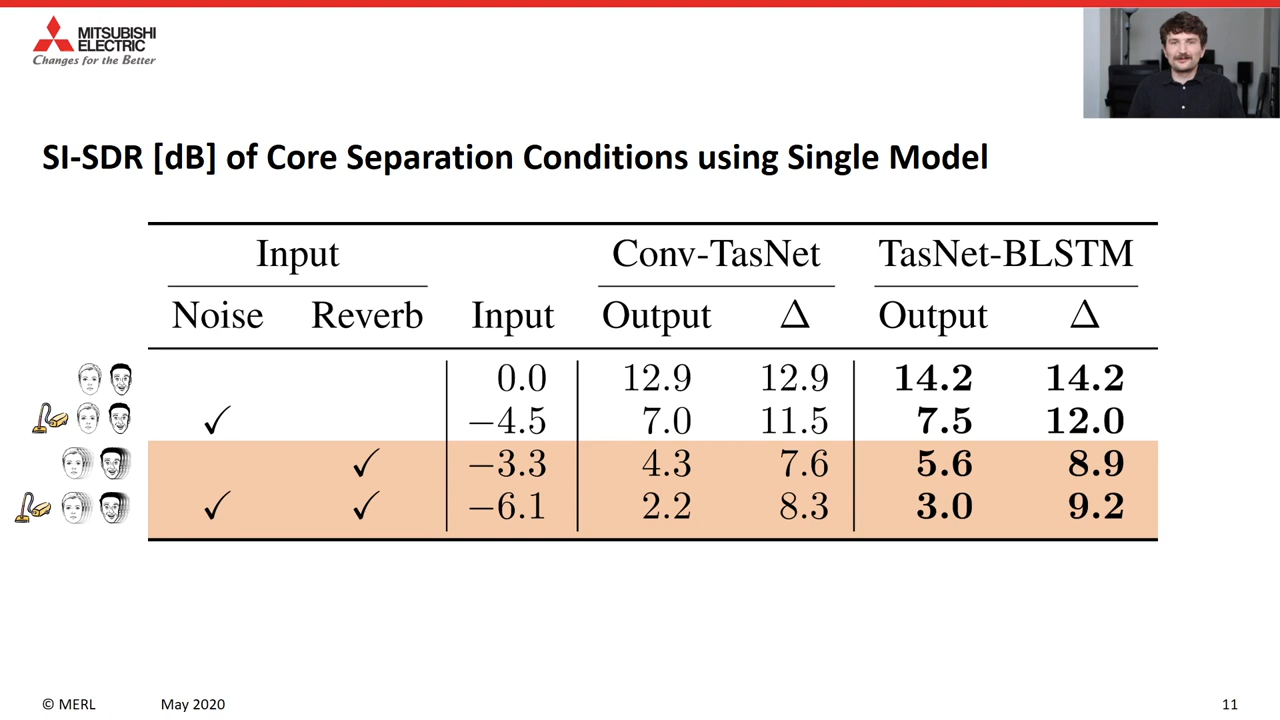 MITSUBISHI
ELECTRIC
Changes for the Better
SI-SDR [dB] of Core Separation Conditions using Single Model
Input Conv-TasNet TasNet-BLSTM
Noise Reverb Input Output Δ Output Δ
0.0 12.9 12.9 14.2 14.2
✓ −4.5 7.0 11.5 7.5 12.0
✓ −3.3 4.3 7.6 5.6 8.9
✓ ✓ −6.1 2.2 8.3 3.0 9.2
© MERL May 2020 11